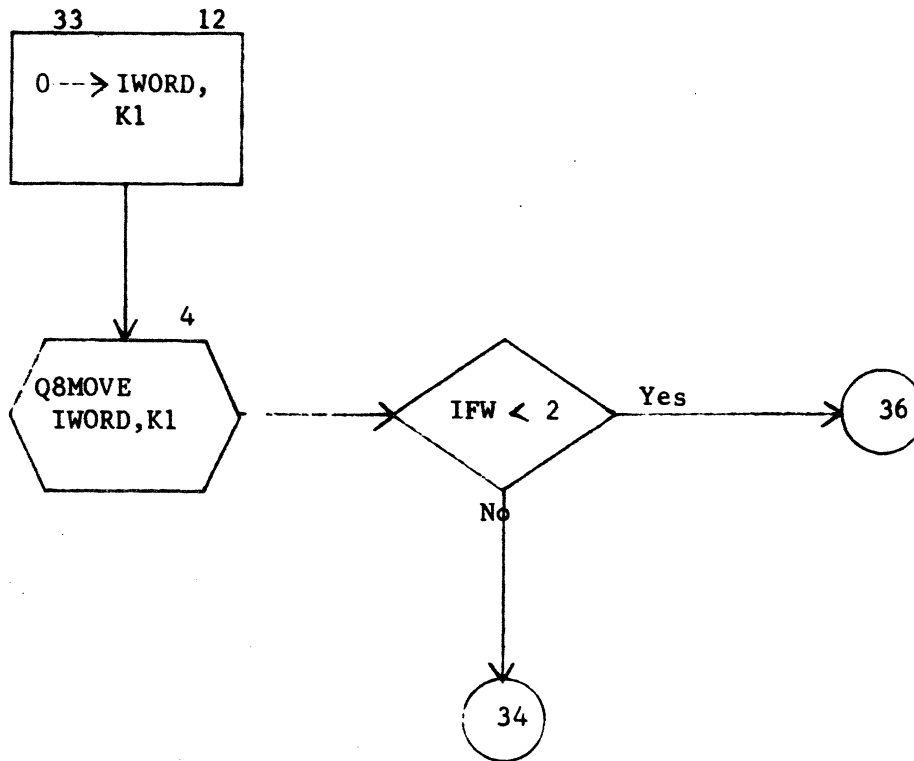 33 12
0 --> IWORD,
K1
4
Q8MOVE
IWORD,K1
IFW < 2
Yes
36
No
34